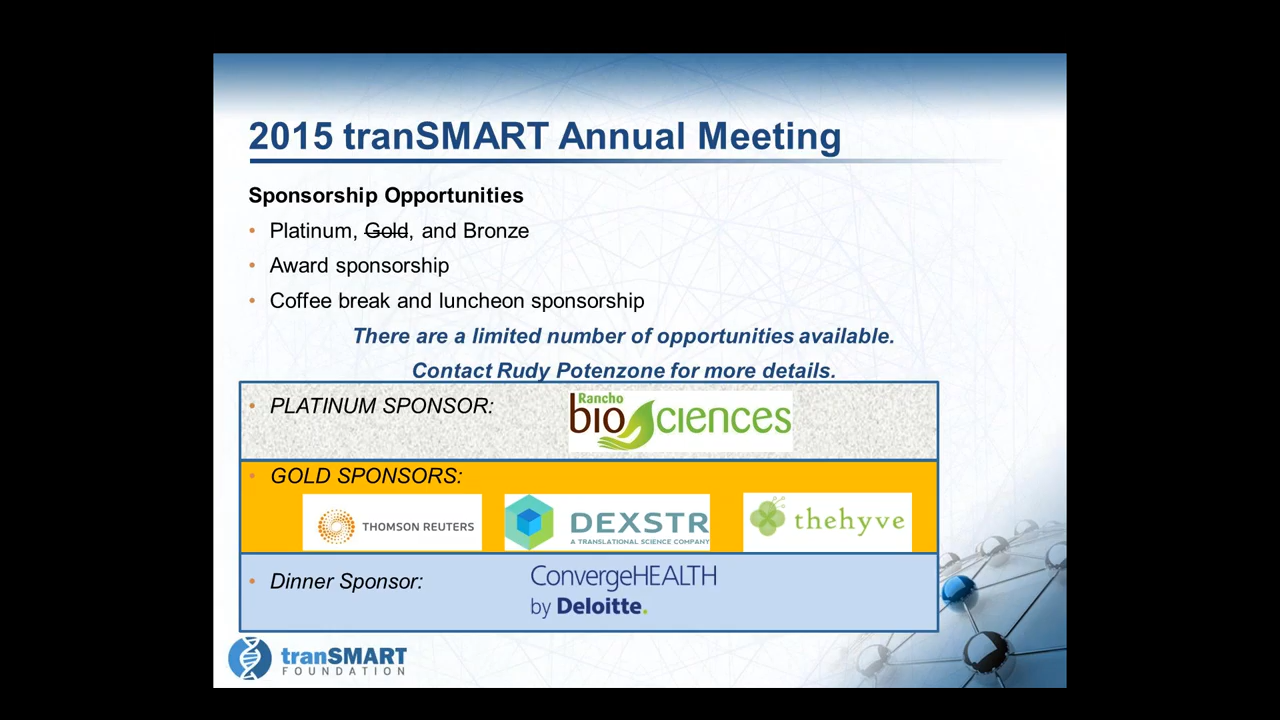 2015 tranSMART Annual Meeting
Sponsorship Opportunities
• Platinum, Gold, and Bronze
• Award sponsorship
• Coffee break and luncheon sponsorship
There are a limited number of opportunities available.
Contact Rudy Potenzone for more details.
• PLATINUM SPONSOR:
Rancho
bioSciences
• GOLD SPONSORS:
THOMSON REUTERS
DEXSTR
A TRANSLATIONAL SCIENCE COMPANY
thehyve
• Dinner Sponsor:
ConvergeHEALTH
by Deloitte.
tranSMART
FOUNDATION